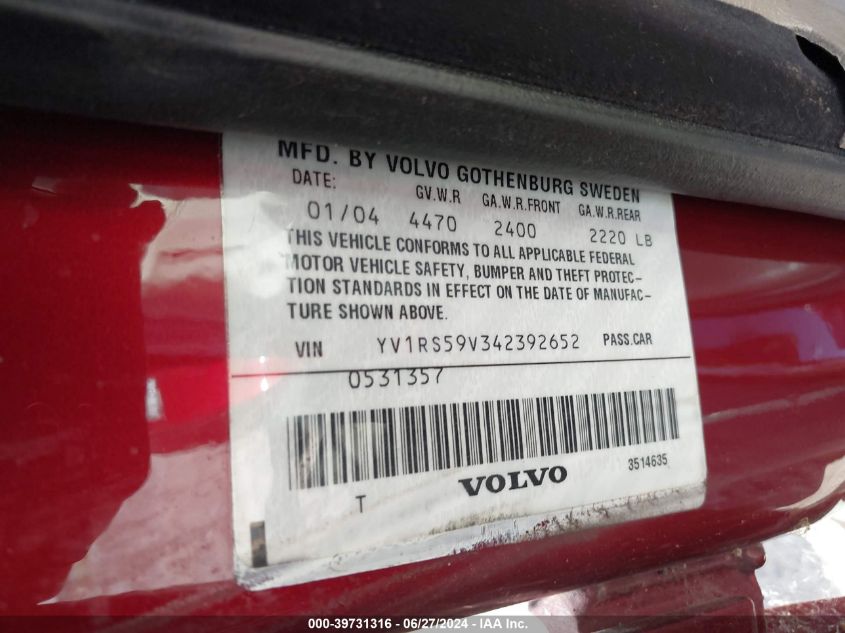 MFD. BY VOLVO GOTHENBURG SWEDEN
DATE: GV.W.R GA.W.R.FRONT GA.W.R.REAR
01/04 4470 2400 2220 LB
THIS VEHICLE CONFORMS TO ALL APPLICABLE FEDERAL
MOTOR VEHICLE SAFETY, BUMPER AND THEFT PROTEC-
TION STANDARDS IN EFFECT ON THE DATE OF MANUFAC-
TURE SHOWN ABOVE.
VIN YV1RS59V342392652 PASS.CAR
0531357
T VOLVO 3514635
000-39731316 - 06/27/2024 - IAA Inc.